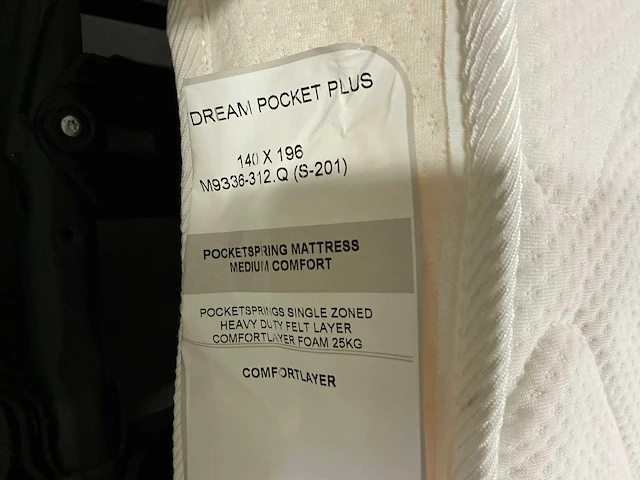 DREAM POCKET PLUS
140 X 196
M9336-312.Q (S-201)
POCKETSPRING MATTRESS
MEDIUM COMFORT
POCKETSPRINGS SINGLE ZONED
HEAVY DUTY FELT LAYER
COMFORTLAYER FOAM 25KG
COMFORTLAYER